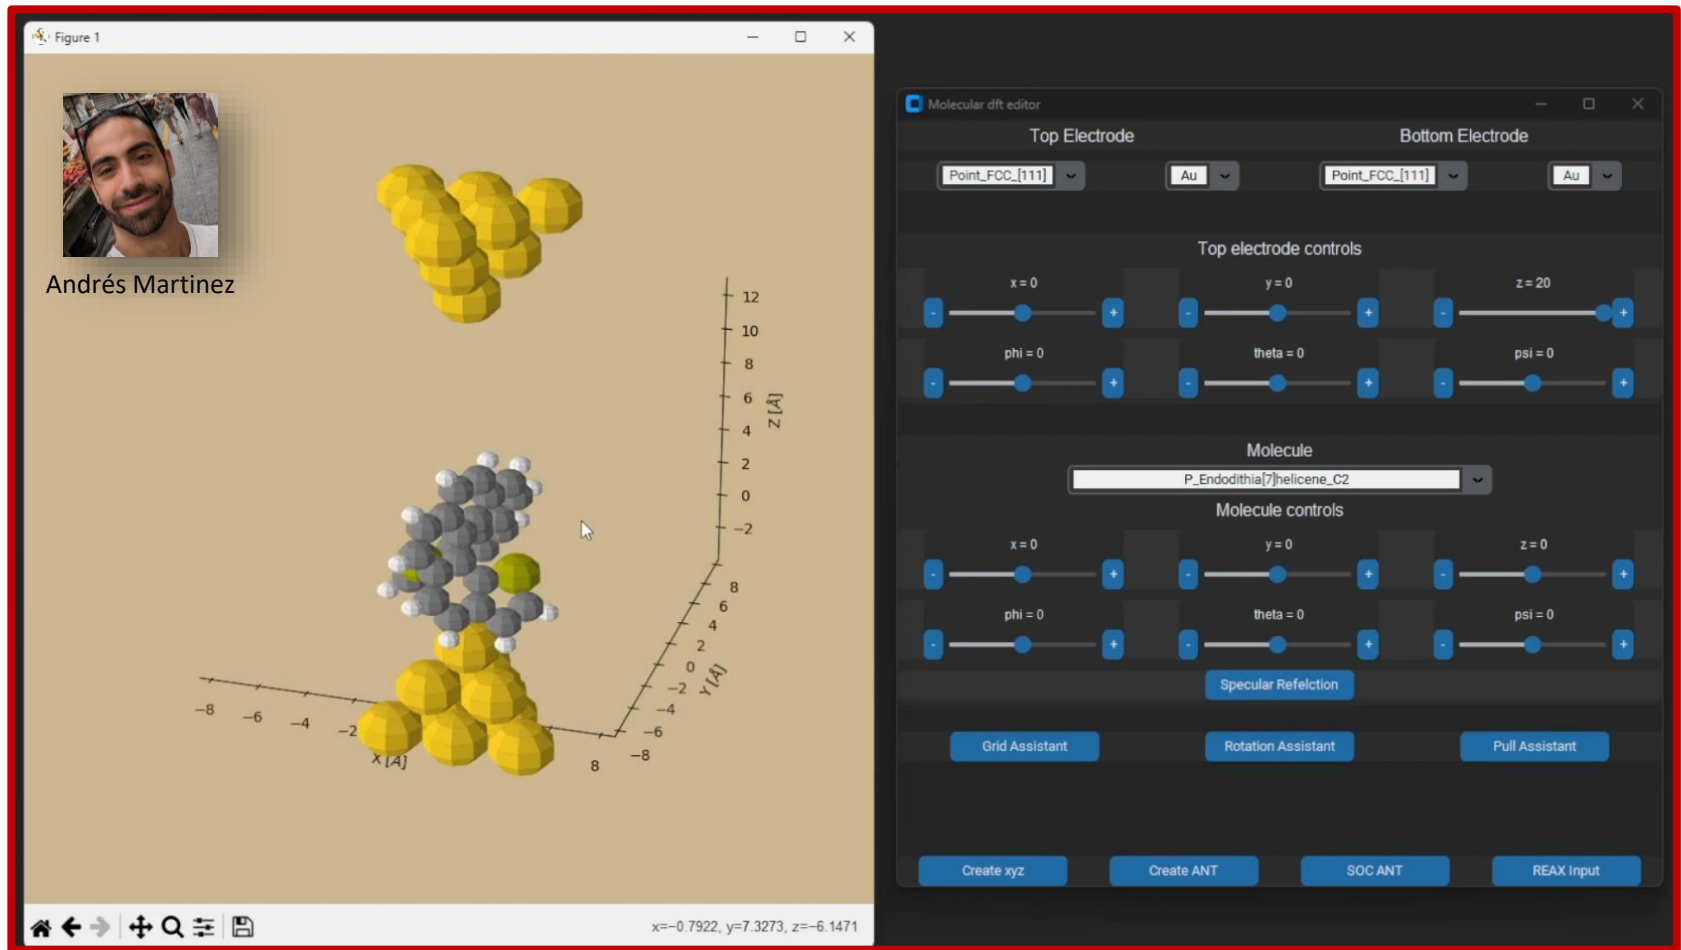 Figure 1
Andrés Martinez
12
10
8
6
4
2
0
−2
Z [Å]
8
6
4
2
0
−2
−4
−6
−8
Y [Å]
−8
−6
−4
−2
8
X [Å]
x=−0.7922, y=7.3273, z=−6.1471
Molecular dft editor
Top Electrode Bottom Electrode
Point_FCC_[111] Au Point_FCC_[111] Au
Top electrode controls
x = 0 y = 0 z = 20
- + - + - +
phi = 0 theta = 0 psi = 0
- + - + - +
Molecule
P_Endodithia[7]helicene_C2
Molecule controls
x = 0 y = 0 z = 0
- + - + - +
phi = 0 theta = 0 psi = 0
- + - + - +
Specular Refelction
Grid Assistant Rotation Assistant Pull Assistant
Create xyz Create ANT SOC ANT REAX Input